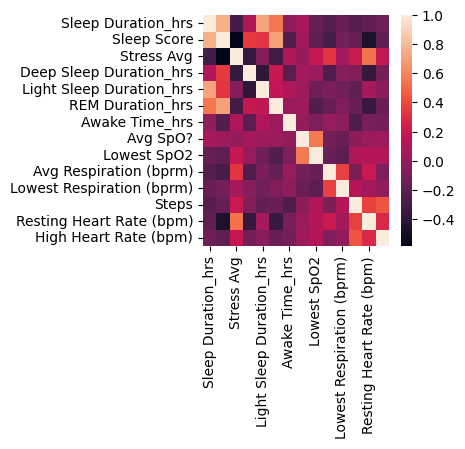 Sleep Duration_hrs
Sleep Score
Stress Avg
Deep Sleep Duration_hrs
Light Sleep Duration_hrs
REM Duration_hrs
Awake Time_hrs
Avg SpO?
Lowest SpO2
Avg Respiration (bprm)
Lowest Respiration (bprm)
Steps
Resting Heart Rate (bpm)
High Heart Rate (bpm)
Sleep Duration_hrs
Stress Avg
Light Sleep Duration_hrs
Awake Time_hrs
Lowest SpO2
Lowest Respiration (bprm)
Resting Heart Rate (bpm)
1.0
0.8
0.6
0.4
0.2
0.0
−0.2
−0.4